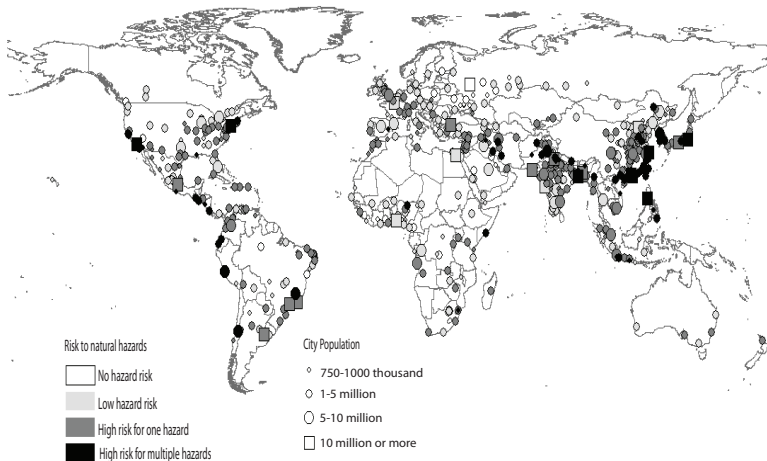 Risk to natural hazards
No hazard risk
Low hazard risk
High risk for one hazard
High risk for multiple hazards
City Population
750-1000 thousand
1-5 million
5-10 million
10 million or more